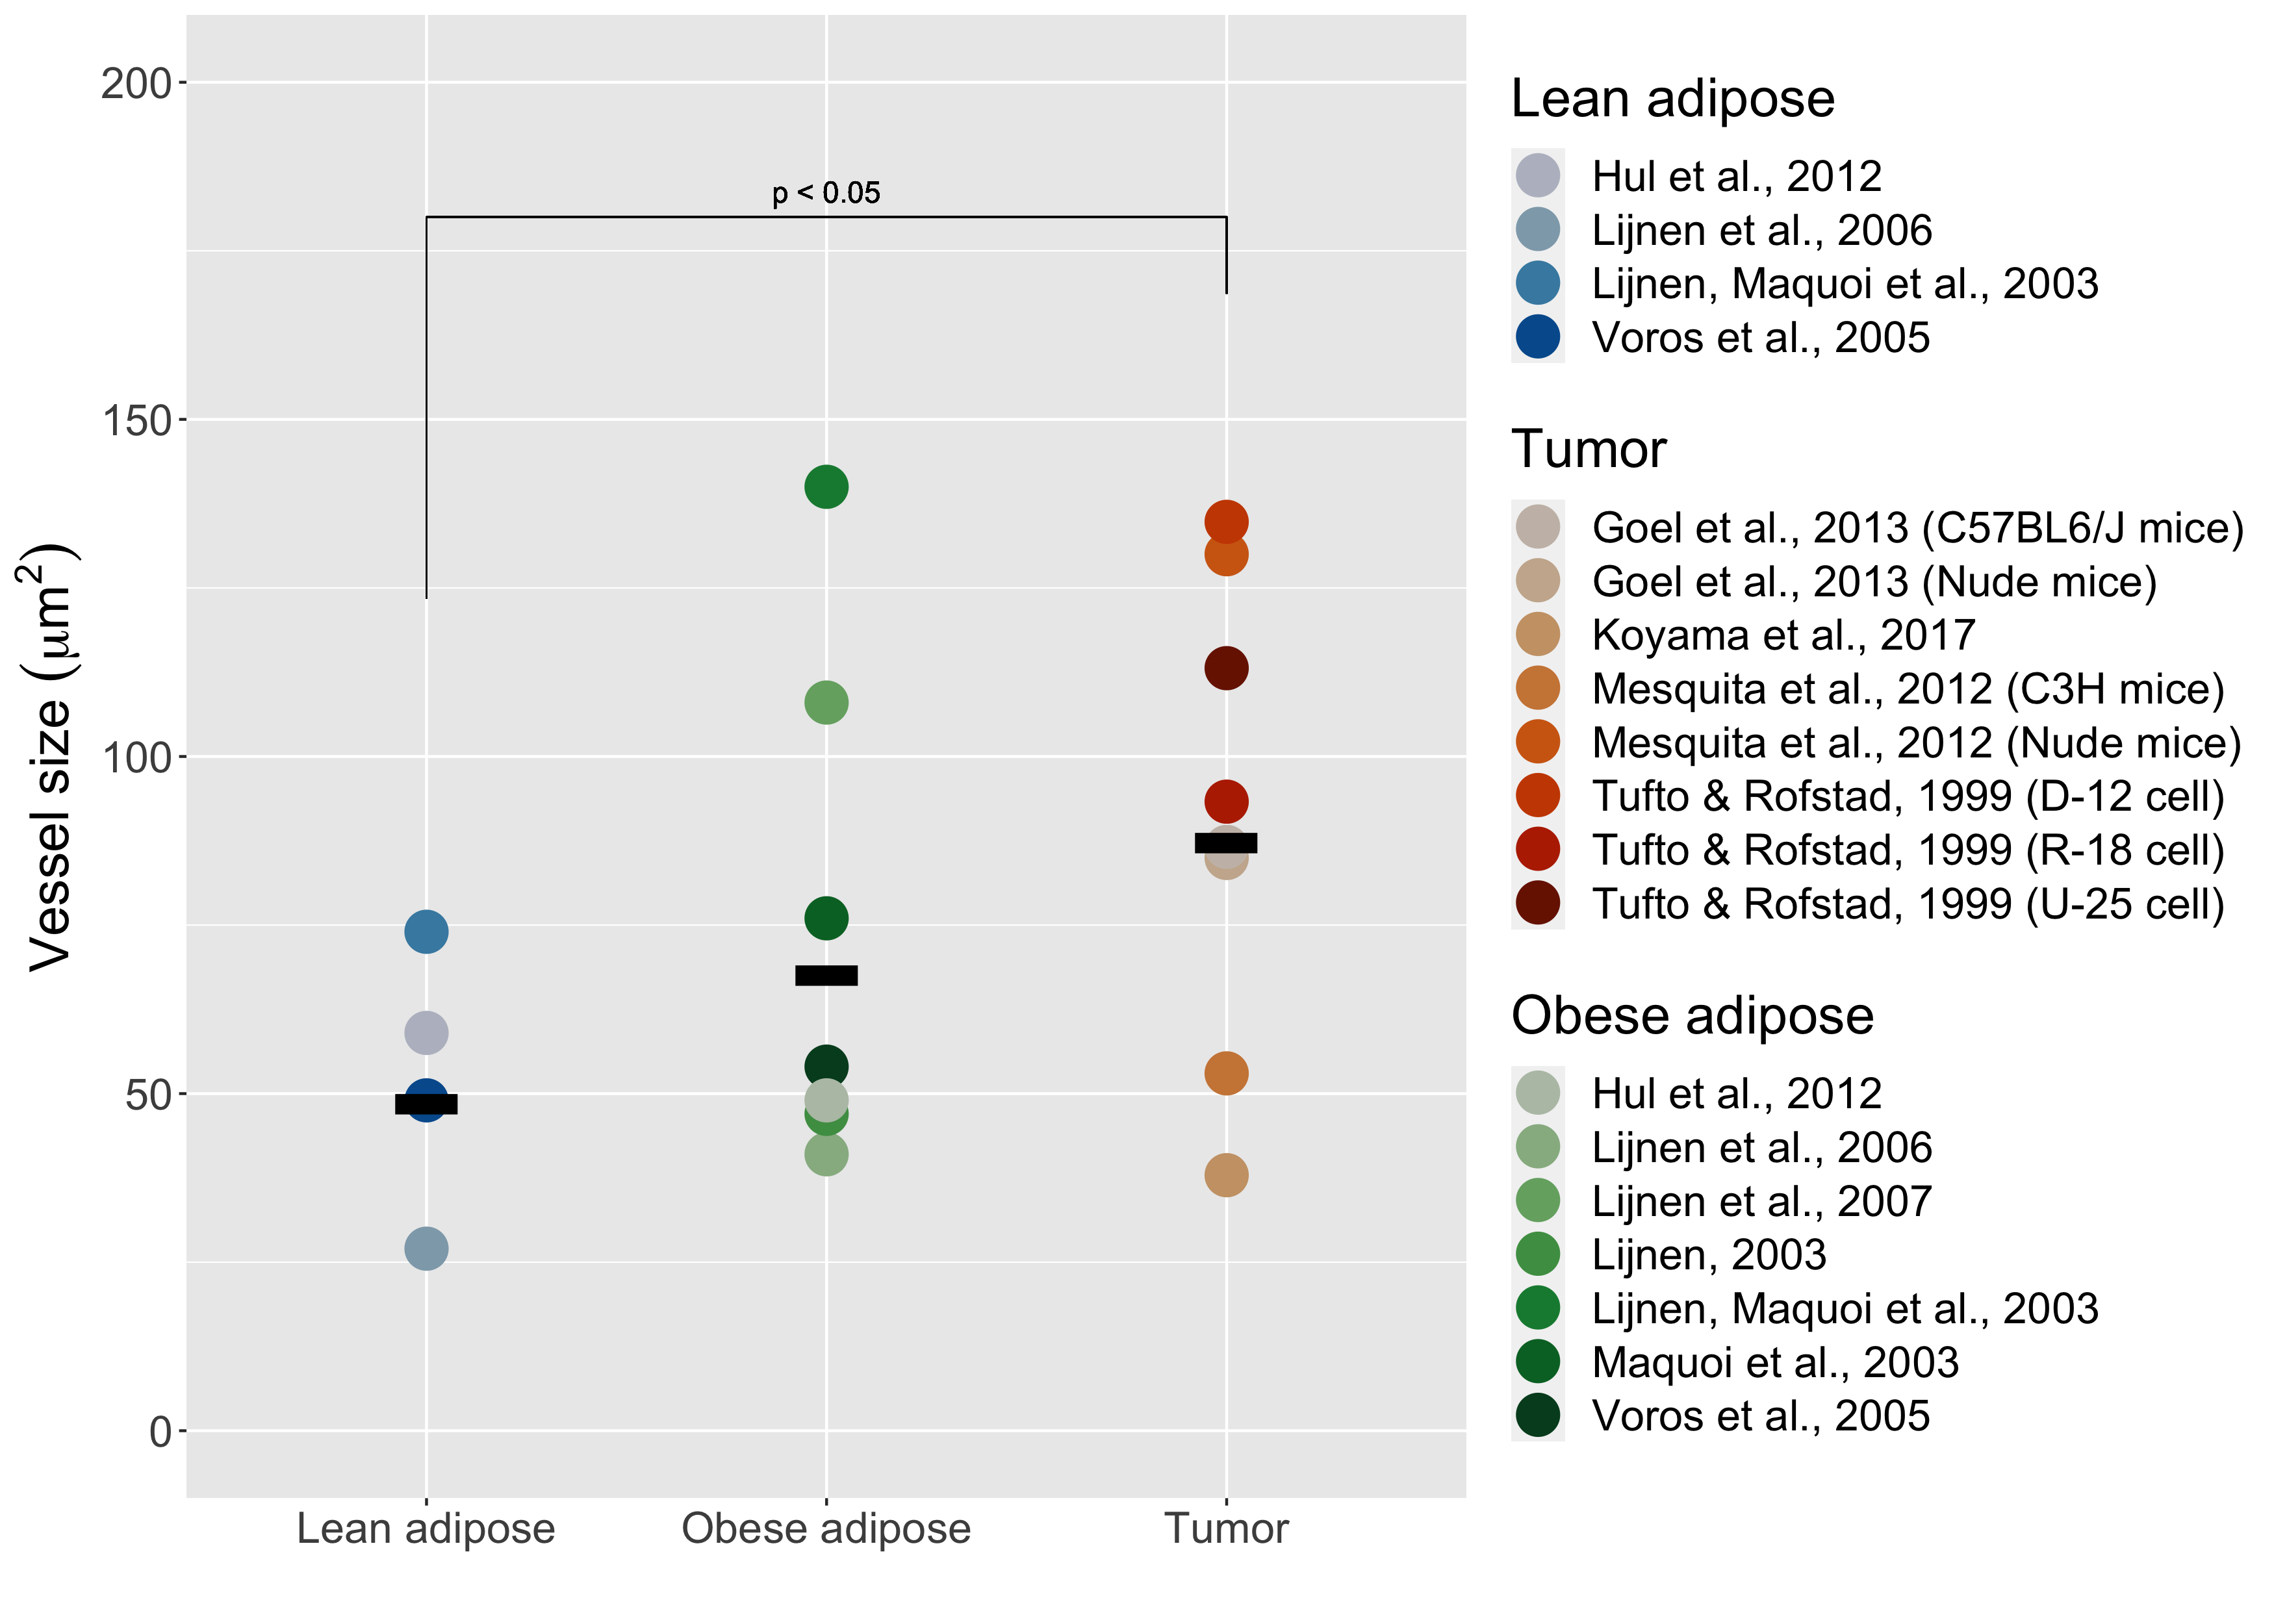 Vessel size (μm²)
200
150
100
50
0
p < 0.05
Lean adipose
Obese adipose
Tumor
Lean adipose
Hul et al., 2012
Lijnen et al., 2006
Lijnen, Maquoi et al., 2003
Voros et al., 2005
Tumor
Goel et al., 2013 (C57BL6/J mice)
Goel et al., 2013 (Nude mice)
Koyama et al., 2017
Mesquita et al., 2012 (C3H mice)
Mesquita et al., 2012 (Nude mice)
Tufto & Rofstad, 1999 (D-12 cell)
Tufto & Rofstad, 1999 (R-18 cell)
Tufto & Rofstad, 1999 (U-25 cell)
Obese adipose
Hul et al., 2012
Lijnen et al., 2006
Lijnen et al., 2007
Lijnen, 2003
Lijnen, Maquoi et al., 2003
Maquoi et al., 2003
Voros et al., 2005